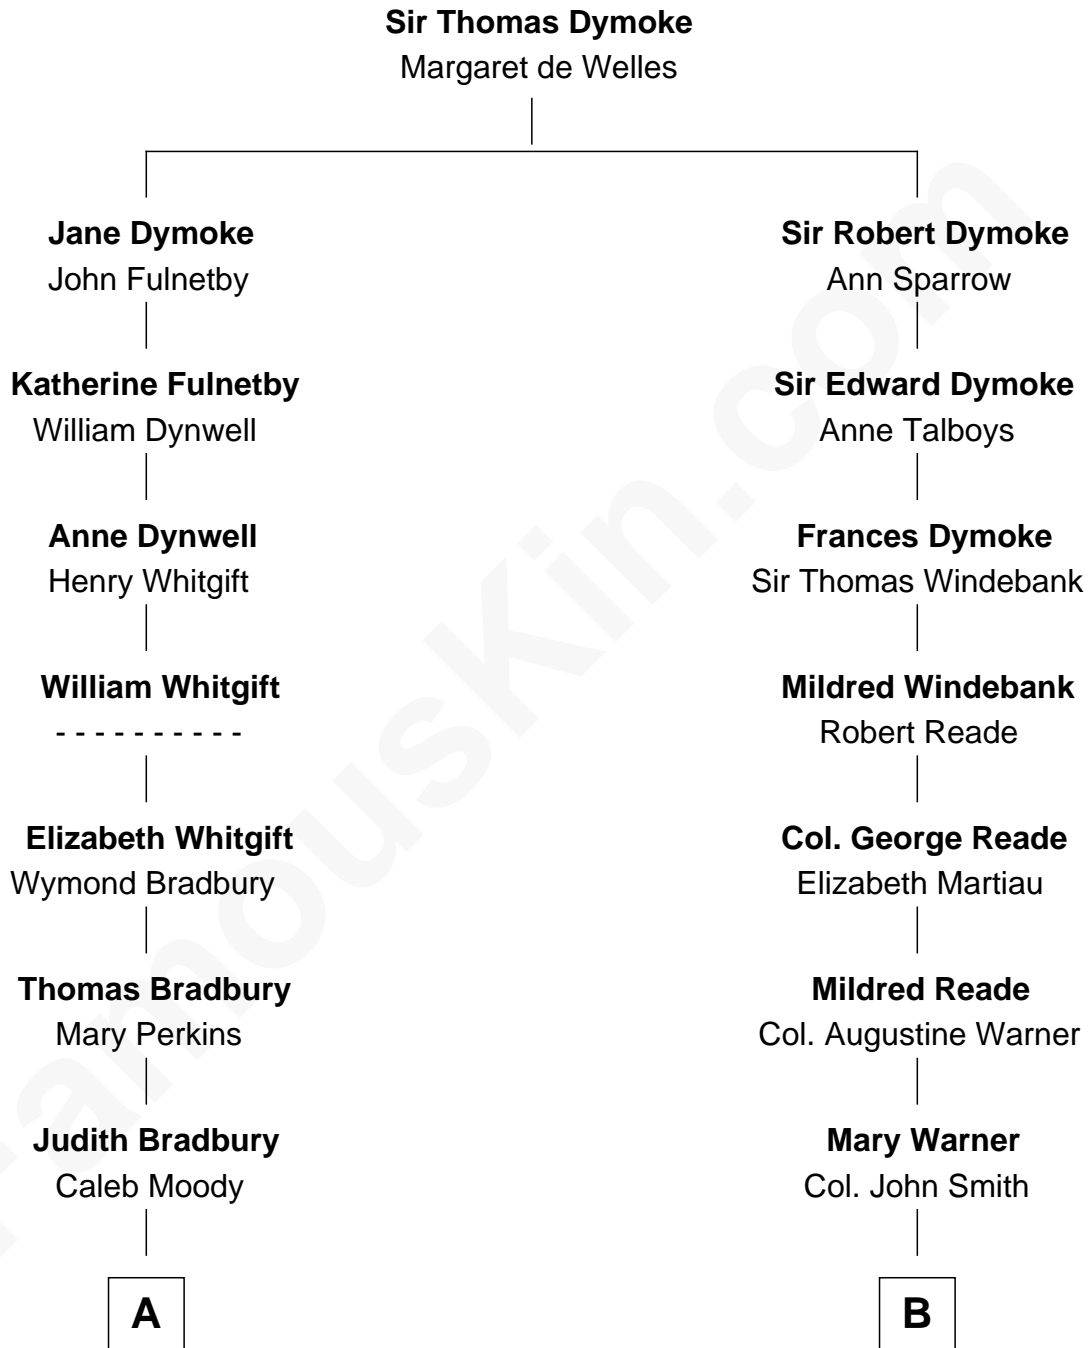 Sir Thomas Dymoke
Margaret de Welles
Jane Dymoke
John Fulnetby
Sir Robert Dymoke
Ann Sparrow
Katherine Fulnetby
William Dynwell
Sir Edward Dymoke
Anne Talboys
Anne Dynwell
Henry Whitgift
Frances Dymoke
Sir Thomas Windebank
William Whitgift
- - - - - - - - - -
Mildred Windebank
Robert Reade
Elizabeth Whitgift
Wymond Bradbury
Col. George Reade
Elizabeth Martiau
Thomas Bradbury
Mary Perkins
Mildred Reade
Col. Augustine Warner
Judith Bradbury
Caleb Moody
Mary Warner
Col. John Smith
A
B
FamousKin.com